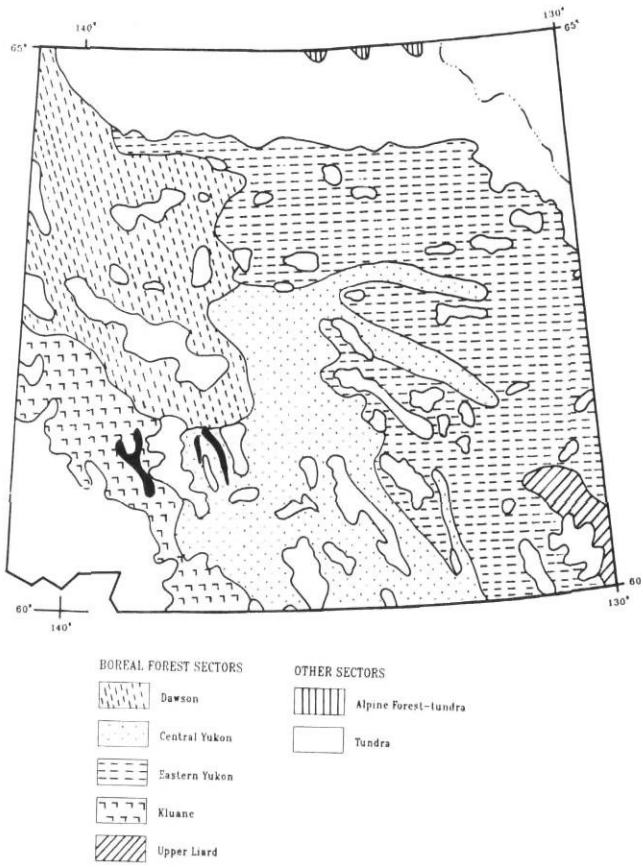 140°
130°
65°
65°
60°
60
140°
130°
BOREAL FOREST SECTORS
Dawson
Central Yukon
Eastern Yukon
Kluane
Upper Liard
OTHER SECTORS
Alpine Forest-tundra
Tundra